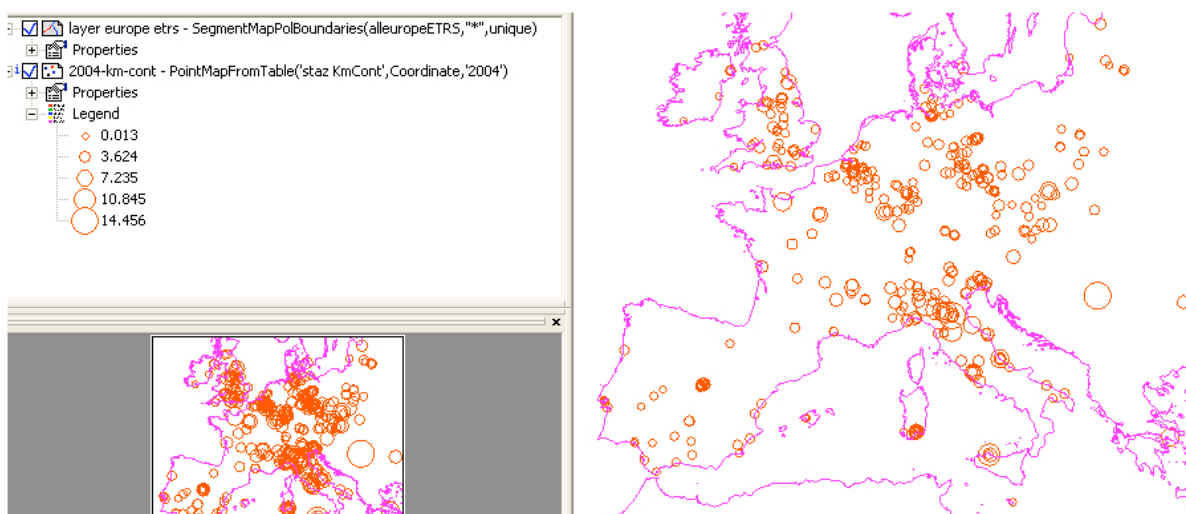 layer europe etrs - SegmentMapPolBoundaries(alleuropeETRS,"*",unique)
Properties
2004-km-cont - PointMapFromTable('staz KmCont',Coordinate,'2004')
Properties
Legend
0.013
3.624
7.235
10.845
14.456